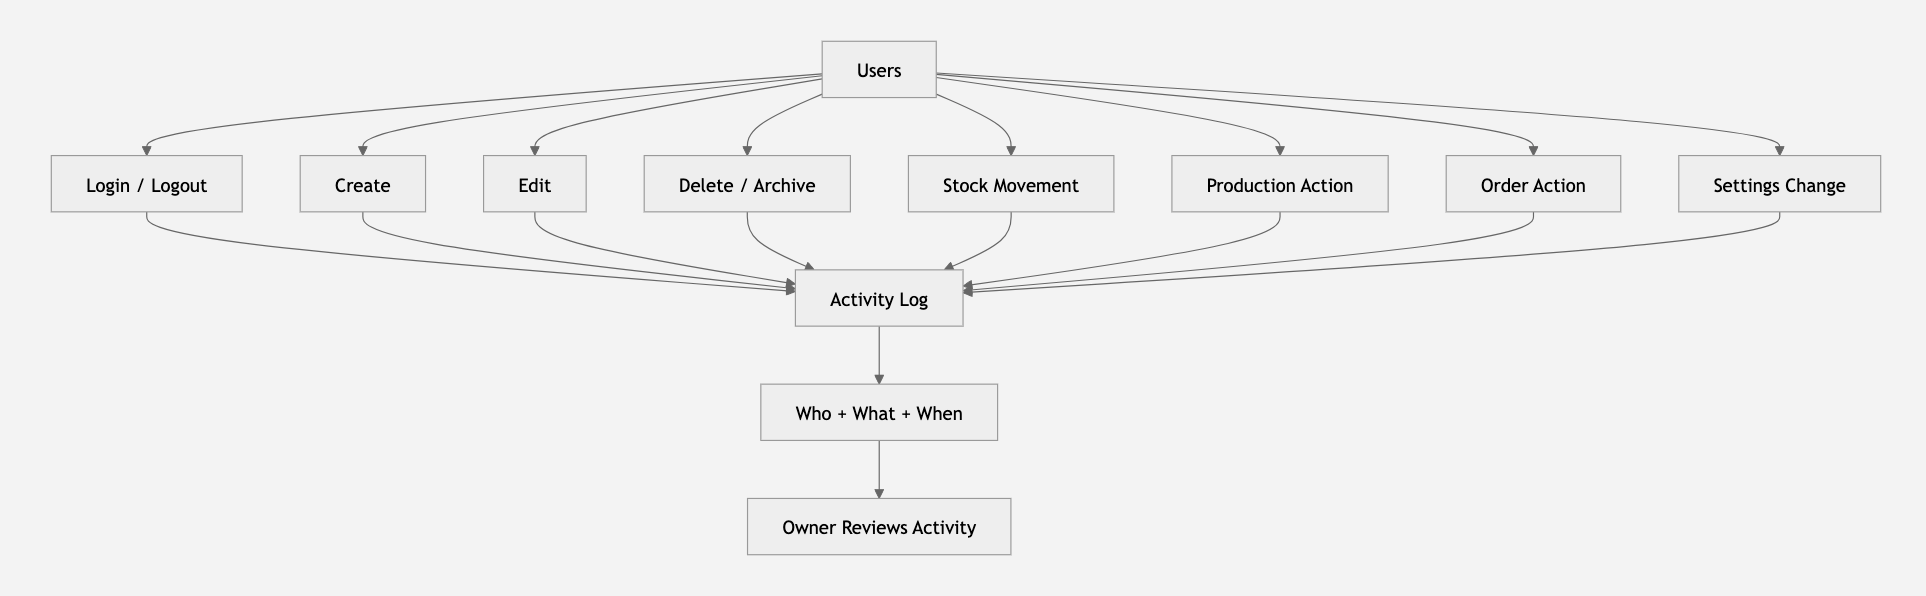 Users
Login / Logout
Create
Edit
Delete / Archive
Stock Movement
Production Action
Order Action
Settings Change
Activity Log
Who + What + When
Owner Reviews Activity